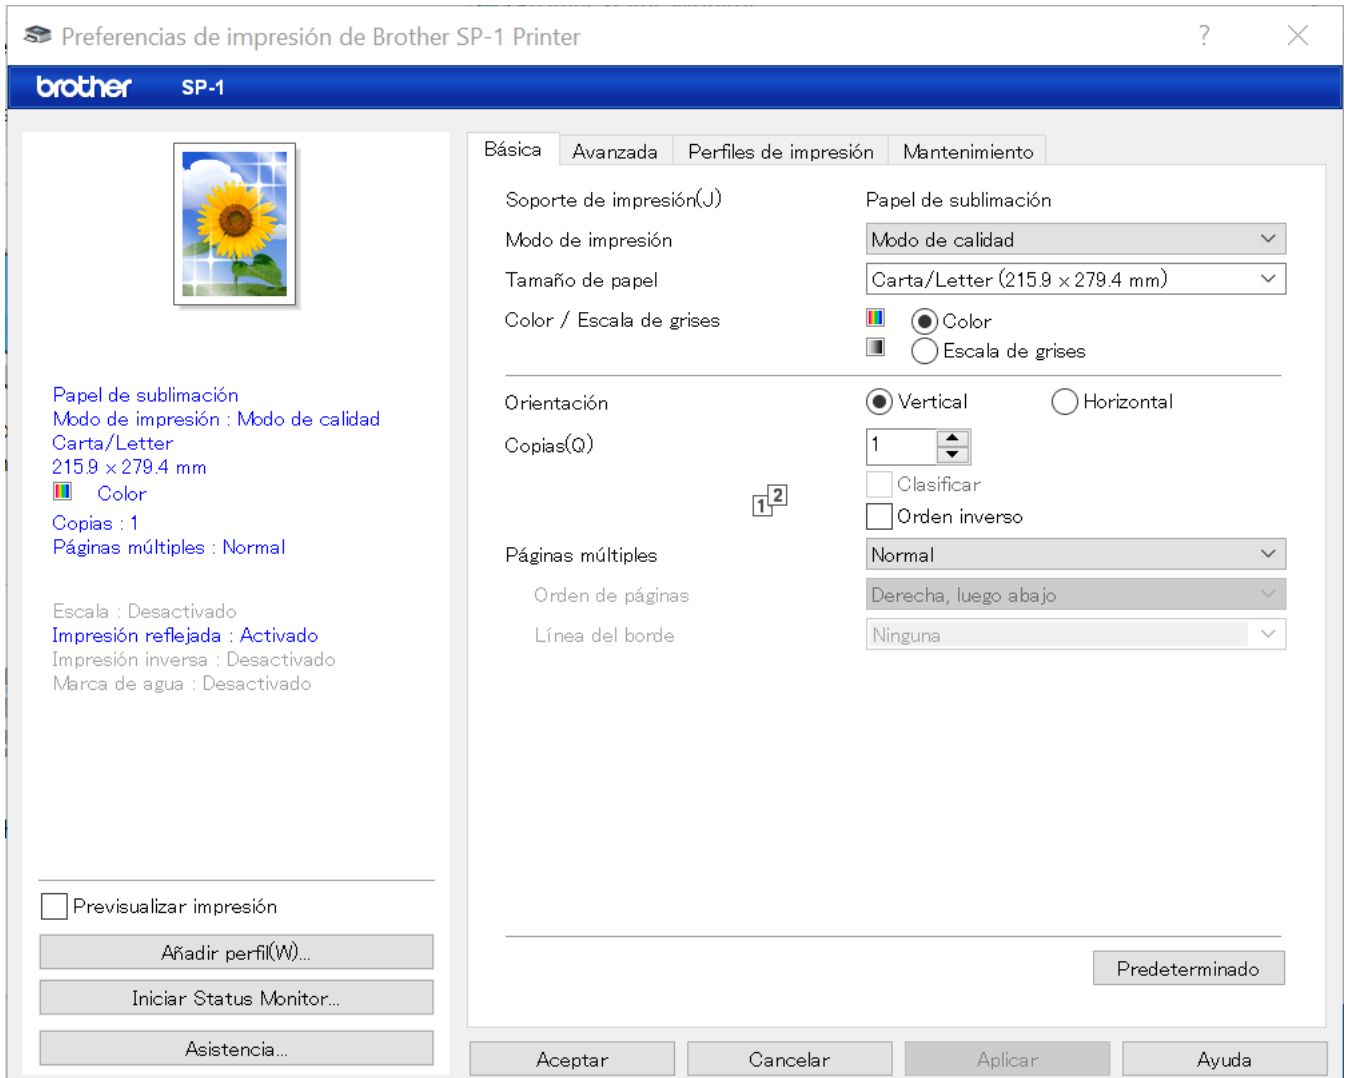 Preferencias de impresión de Brother SP-1 Printer
?
brother SP-1
Papel de sublimación
Modo de impresión : Modo de calidad
Carta/Letter
215.9 x 279.4 mm
Color
Copias : 1
Páginas múltiples : Normal
Escala : Desactivado
Impresión reflejada : Activado
Impresión inversa : Desactivado
Marca de agua : Desactivado
Previsualizar impresión
Añadir perfil(W)...
Iniciar Status Monitor...
Asistencia...
Básica Avanzada Perfiles de impresión Mantenimiento
Soporte de impresión(J) Papel de sublimación
Modo de impresión Modo de calidad
Tamaño de papel Carta/Letter (215.9 x 279.4 mm)
Color / Escala de grises Color
Escala de grises
Orientación Vertical Horizontal
Copias(Q) 1
Clasificar
1 2
Orden inverso
Páginas múltiples Normal
Orden de páginas Derecha, luego abajo
Línea del borde Ninguna
Predeterminado
Aceptar Cancelar Aplicar Ayuda